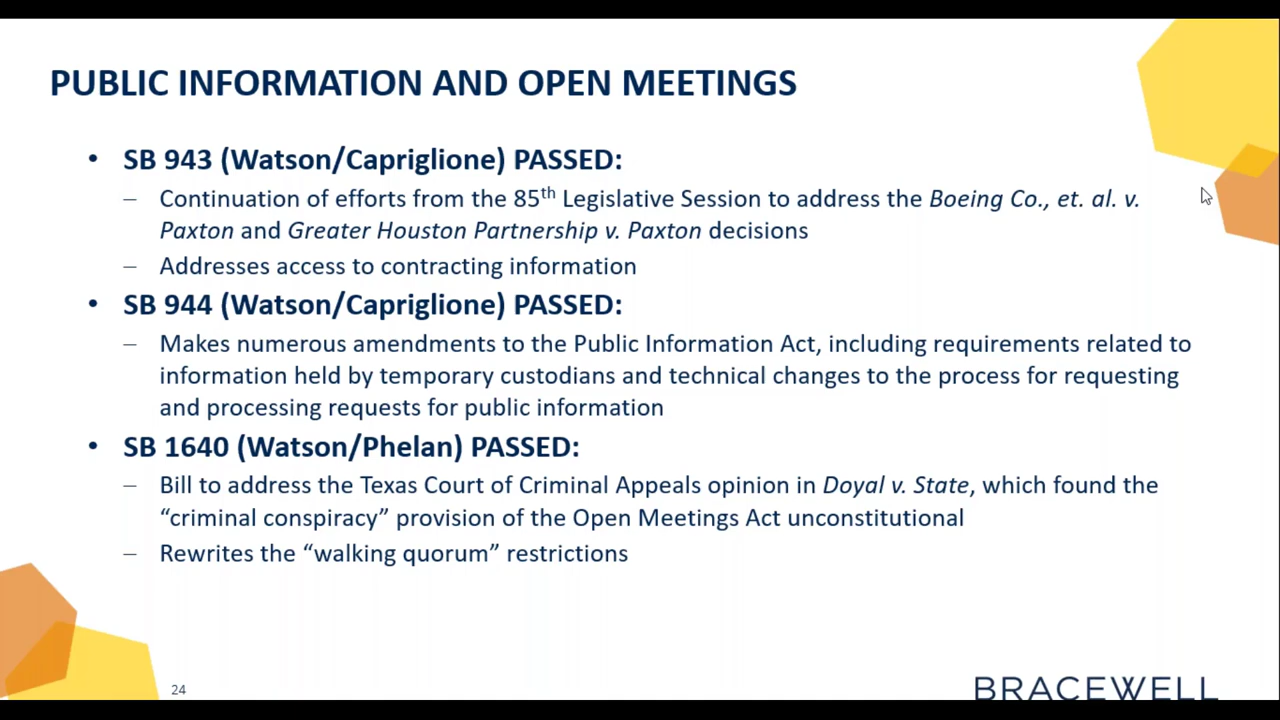 PUBLIC INFORMATION AND OPEN MEETINGS
• SB 943 (Watson/Capriglione) PASSED:
– Continuation of efforts from the 85th Legislative Session to address the Boeing Co., et. al. v.
Paxton and Greater Houston Partnership v. Paxton decisions
– Addresses access to contracting information
• SB 944 (Watson/Capriglione) PASSED:
– Makes numerous amendments to the Public Information Act, including requirements related to
information held by temporary custodians and technical changes to the process for requesting
and processing requests for public information
• SB 1640 (Watson/Phelan) PASSED:
– Bill to address the Texas Court of Criminal Appeals opinion in Doyal v. State, which found the
“criminal conspiracy” provision of the Open Meetings Act unconstitutional
– Rewrites the “walking quorum” restrictions
24
BRACEWELL